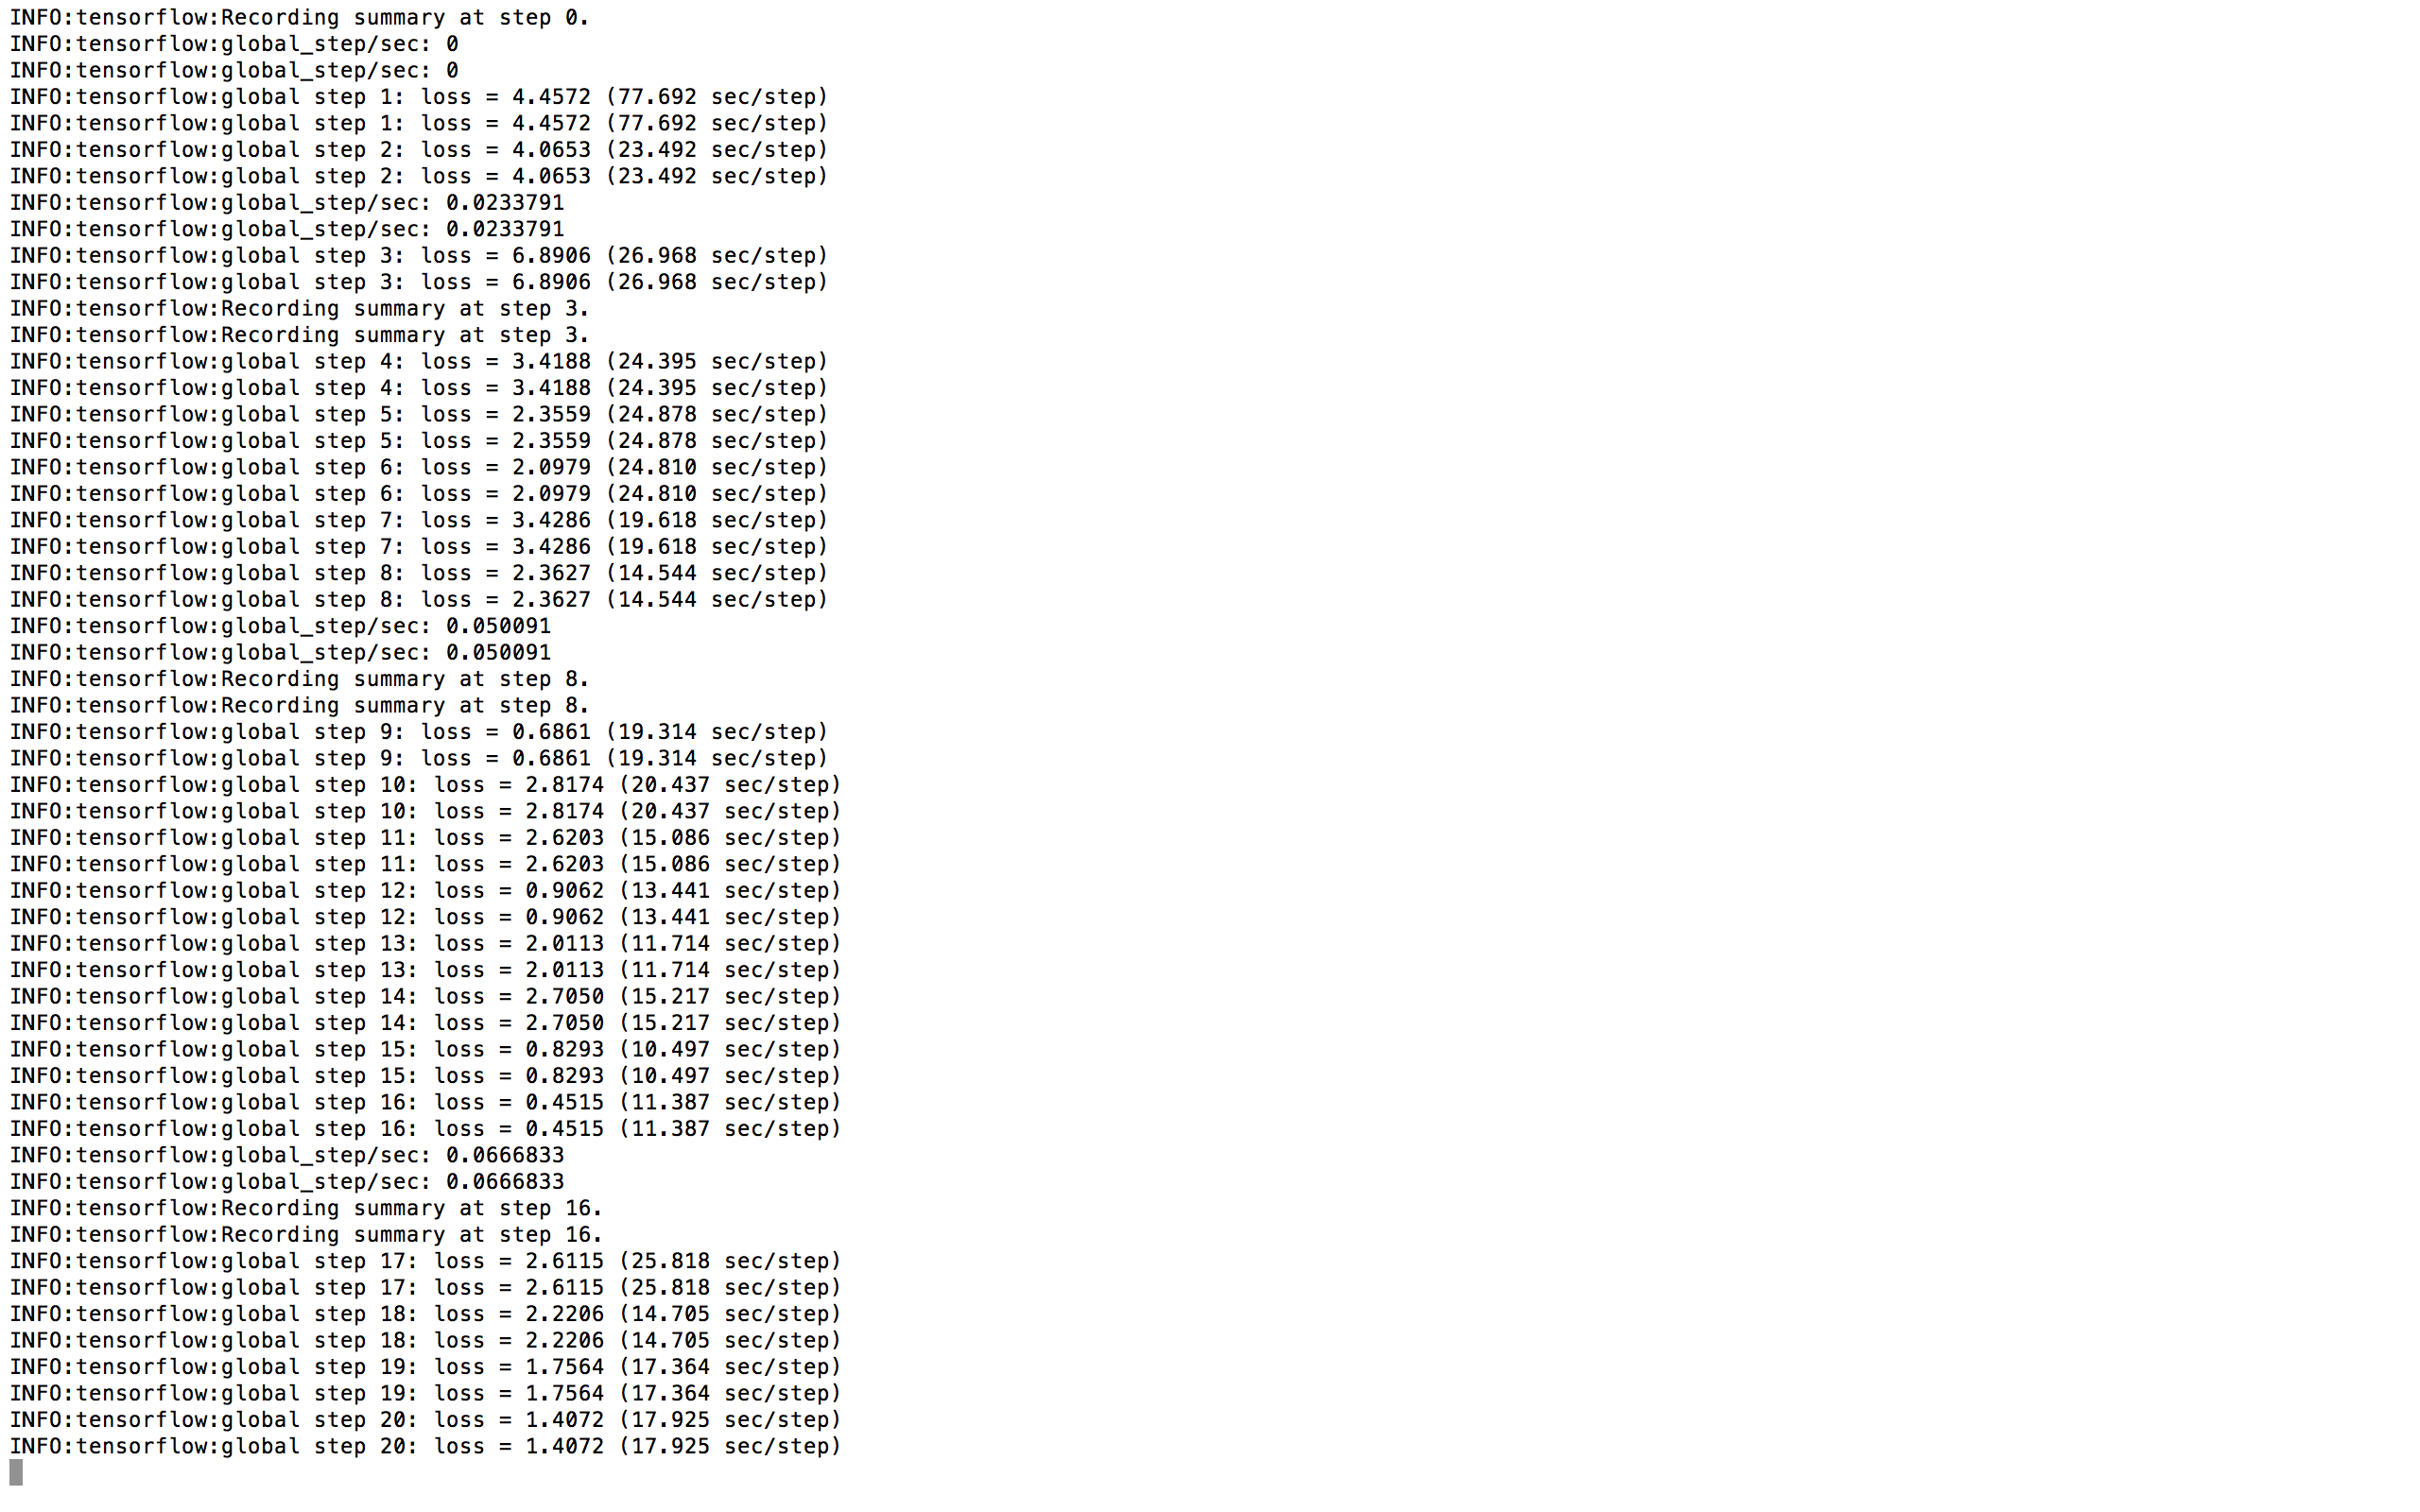 INFO:tensorflow:Recording summary at step 0.
INFO:tensorflow:global_step/sec: 0
INFO:tensorflow:global_step/sec: 0
INFO:tensorflow:global step 1: loss = 4.4572 (77.692 sec/step)
INFO:tensorflow:global step 1: loss = 4.4572 (77.692 sec/step)
INFO:tensorflow:global step 2: loss = 4.0653 (23.492 sec/step)
INFO:tensorflow:global step 2: loss = 4.0653 (23.492 sec/step)
INFO:tensorflow:global_step/sec: 0.0233791
INFO:tensorflow:global_step/sec: 0.0233791
INFO:tensorflow:global step 3: loss = 6.8906 (26.968 sec/step)
INFO:tensorflow:global step 3: loss = 6.8906 (26.968 sec/step)
INFO:tensorflow:Recording summary at step 3.
INFO:tensorflow:Recording summary at step 3.
INFO:tensorflow:global step 4: loss = 3.4188 (24.395 sec/step)
INFO:tensorflow:global step 4: loss = 3.4188 (24.395 sec/step)
INFO:tensorflow:global step 5: loss = 2.3559 (24.878 sec/step)
INFO:tensorflow:global step 5: loss = 2.3559 (24.878 sec/step)
INFO:tensorflow:global step 6: loss = 2.0979 (24.810 sec/step)
INFO:tensorflow:global step 6: loss = 2.0979 (24.810 sec/step)
INFO:tensorflow:global step 7: loss = 3.4286 (19.618 sec/step)
INFO:tensorflow:global step 7: loss = 3.4286 (19.618 sec/step)
INFO:tensorflow:global step 8: loss = 2.3627 (14.544 sec/step)
INFO:tensorflow:global step 8: loss = 2.3627 (14.544 sec/step)
INFO:tensorflow:global_step/sec: 0.050091
INFO:tensorflow:global_step/sec: 0.050091
INFO:tensorflow:Recording summary at step 8.
INFO:tensorflow:Recording summary at step 8.
INFO:tensorflow:global step 9: loss = 0.6861 (19.314 sec/step)
INFO:tensorflow:global step 9: loss = 0.6861 (19.314 sec/step)
INFO:tensorflow:global step 10: loss = 2.8174 (20.437 sec/step)
INFO:tensorflow:global step 10: loss = 2.8174 (20.437 sec/step)
INFO:tensorflow:global step 11: loss = 2.6203 (15.086 sec/step)
INFO:tensorflow:global step 11: loss = 2.6203 (15.086 sec/step)
INFO:tensorflow:global step 12: loss = 0.9062 (13.441 sec/step)
INFO:tensorflow:global step 12: loss = 0.9062 (13.441 sec/step)
INFO:tensorflow:global step 13: loss = 2.0113 (11.714 sec/step)
INFO:tensorflow:global step 13: loss = 2.0113 (11.714 sec/step)
INFO:tensorflow:global step 14: loss = 2.7050 (15.217 sec/step)
INFO:tensorflow:global step 14: loss = 2.7050 (15.217 sec/step)
INFO:tensorflow:global step 15: loss = 0.8293 (10.497 sec/step)
INFO:tensorflow:global step 15: loss = 0.8293 (10.497 sec/step)
INFO:tensorflow:global step 16: loss = 0.4515 (11.387 sec/step)
INFO:tensorflow:global step 16: loss = 0.4515 (11.387 sec/step)
INFO:tensorflow:global_step/sec: 0.0666833
INFO:tensorflow:global_step/sec: 0.0666833
INFO:tensorflow:Recording summary at step 16.
INFO:tensorflow:Recording summary at step 16.
INFO:tensorflow:global step 17: loss = 2.6115 (25.818 sec/step)
INFO:tensorflow:global step 17: loss = 2.6115 (25.818 sec/step)
INFO:tensorflow:global step 18: loss = 2.2206 (14.705 sec/step)
INFO:tensorflow:global step 18: loss = 2.2206 (14.705 sec/step)
INFO:tensorflow:global step 19: loss = 1.7564 (17.364 sec/step)
INFO:tensorflow:global step 19: loss = 1.7564 (17.364 sec/step)
INFO:tensorflow:global step 20: loss = 1.4072 (17.925 sec/step)
INFO:tensorflow:global step 20: loss = 1.4072 (17.925 sec/step)